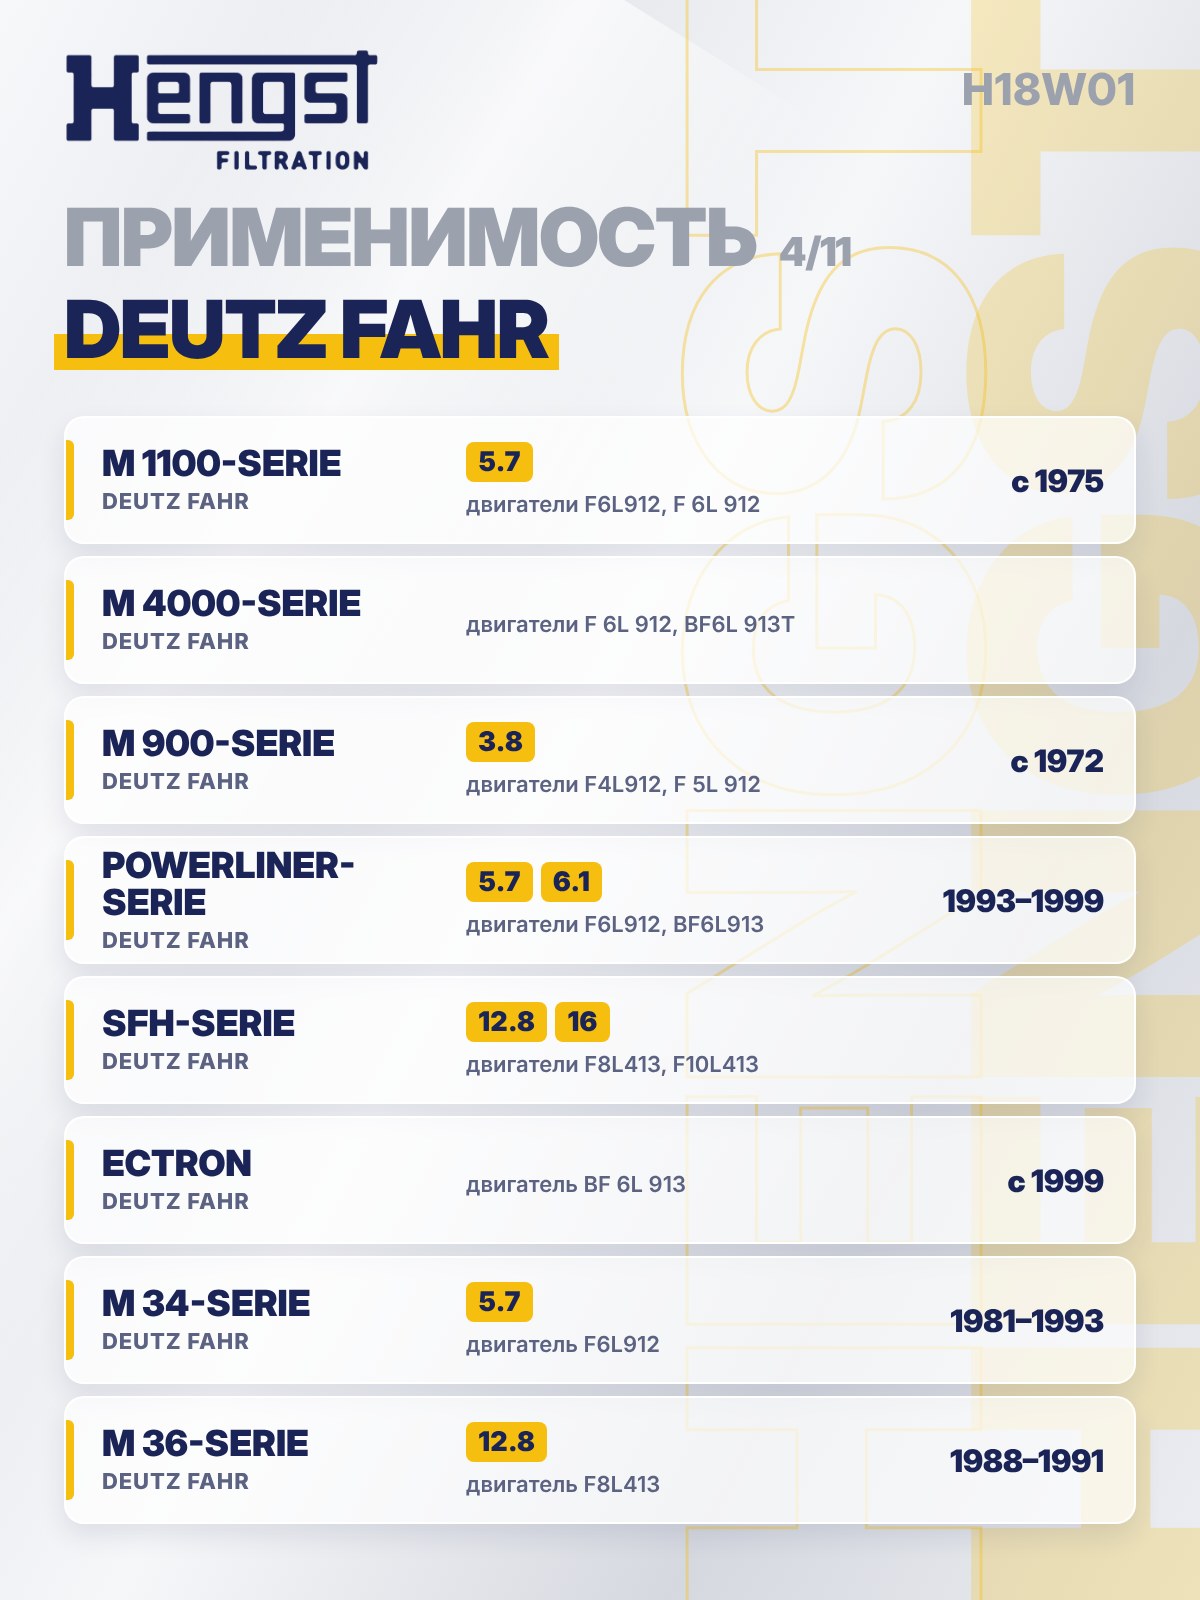 Hengst
FILTRATION
H18W01
ПРИМЕНИМОСТЬ 4/11
DEUTZ FAHR
M 1100-SERIE
DEUTZ FAHR
5.7
двигатели F6L912, F 6L 912
с 1975
M 4000-SERIE
DEUTZ FAHR
двигатели F 6L 912, BF6L 913T
M 900-SERIE
DEUTZ FAHR
3.8
двигатели F4L912, F 5L 912
с 1972
POWERLINER-
SERIE
DEUTZ FAHR
5.7 6.1
двигатели F6L912, BF6L913
1993–1999
SFH-SERIE
DEUTZ FAHR
12.8 16
двигатели F8L413, F10L413
ECTRON
DEUTZ FAHR
двигатель BF 6L 913
с 1999
M 34-SERIE
DEUTZ FAHR
5.7
двигатель F6L912
1981–1993
M 36-SERIE
DEUTZ FAHR
12.8
двигатель F8L413
1988–1991
HENGST
HENGST